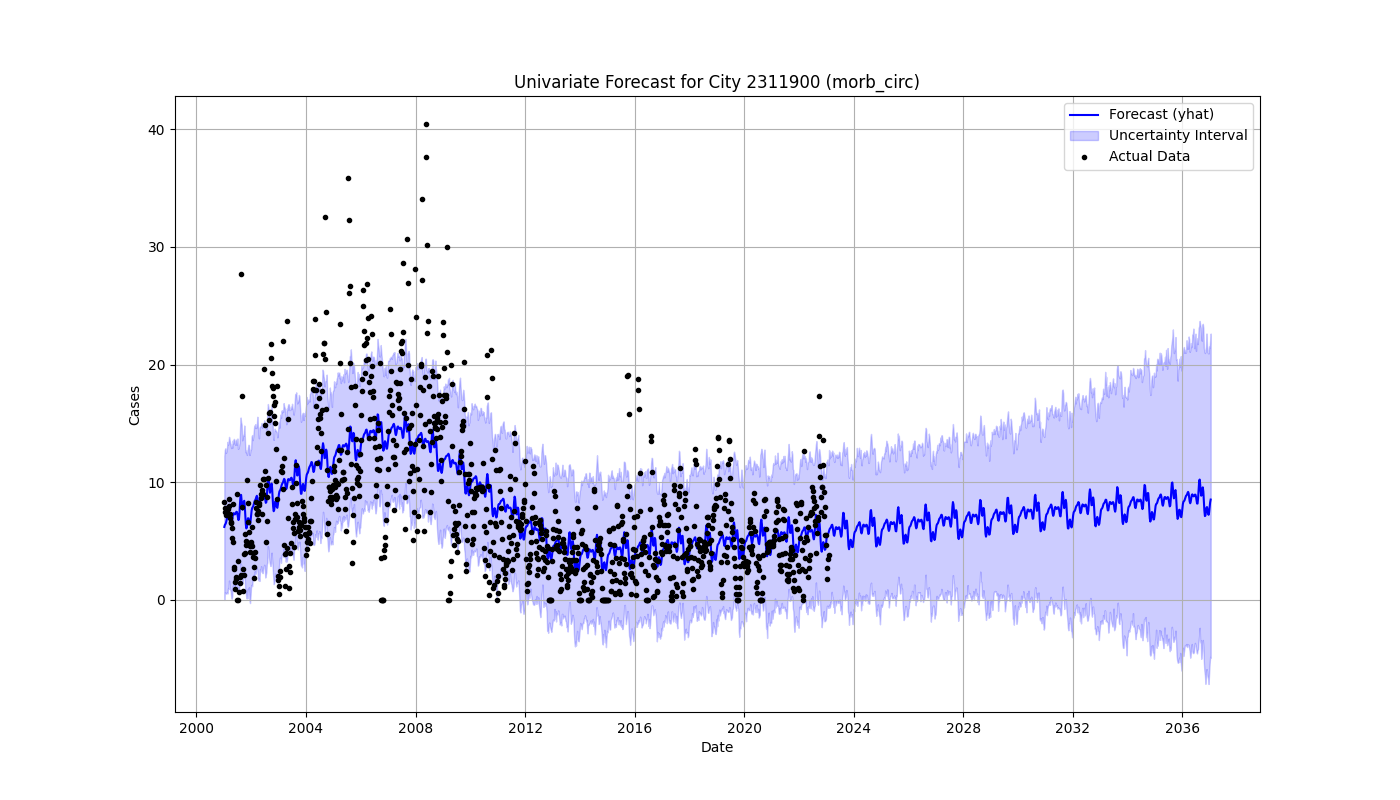 Univariate Forecast for City 2311900 (morb_circ)
Forecast (yhat)
Uncertainty Interval
Actual Data
Cases
40
30
20
10
0
2000 2004 2008 2012 2016 2020 2024 2028 2032 2036
Date